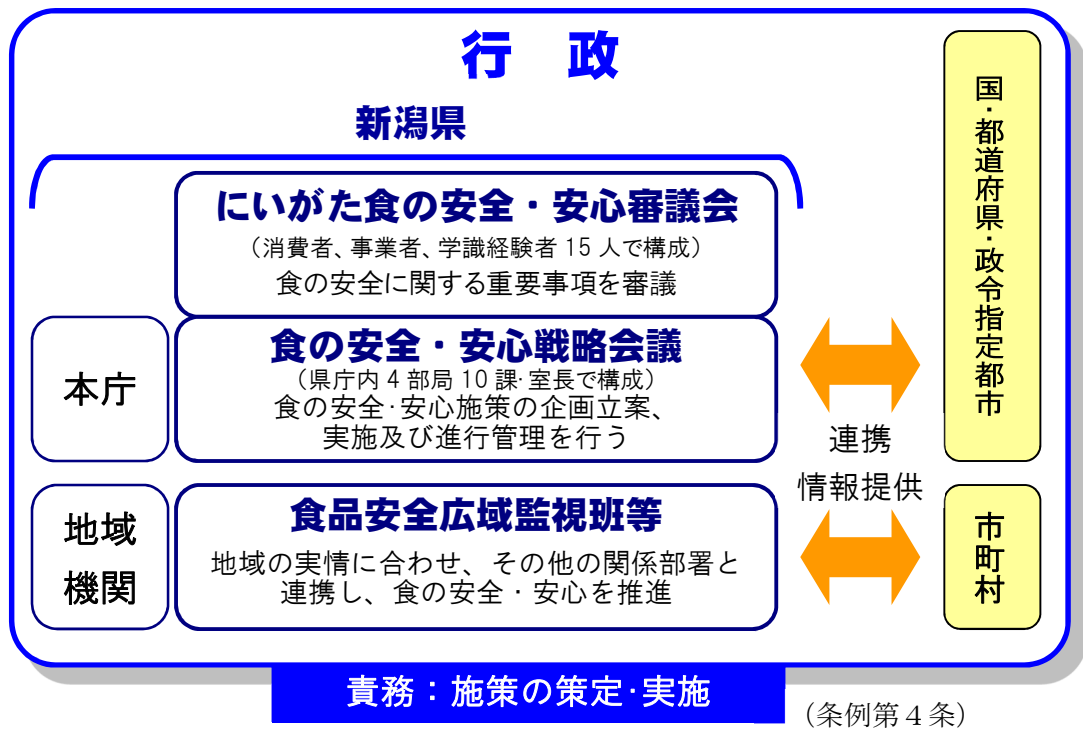 行　政
新潟県
にいがた食の安全・安心審議会
（消費者、事業者、学識経験者 15 人で構成）
食の安全に関する重要事項を審議
本庁
食の安全・安心戦略会議
（県庁内 4 部局 10 課･室長で構成）
食の安全･安心施策の企画立案、
実施及び進行管理を行う
地域
機関
食品安全広域監視班等
地域の実情に合わせ、その他の関係部署と
連携し、食の安全・安心を推進
連携
情報提供
国･都道府県･政令指定都市
市町村
責務：施策の策定･実施
（条例第４条）